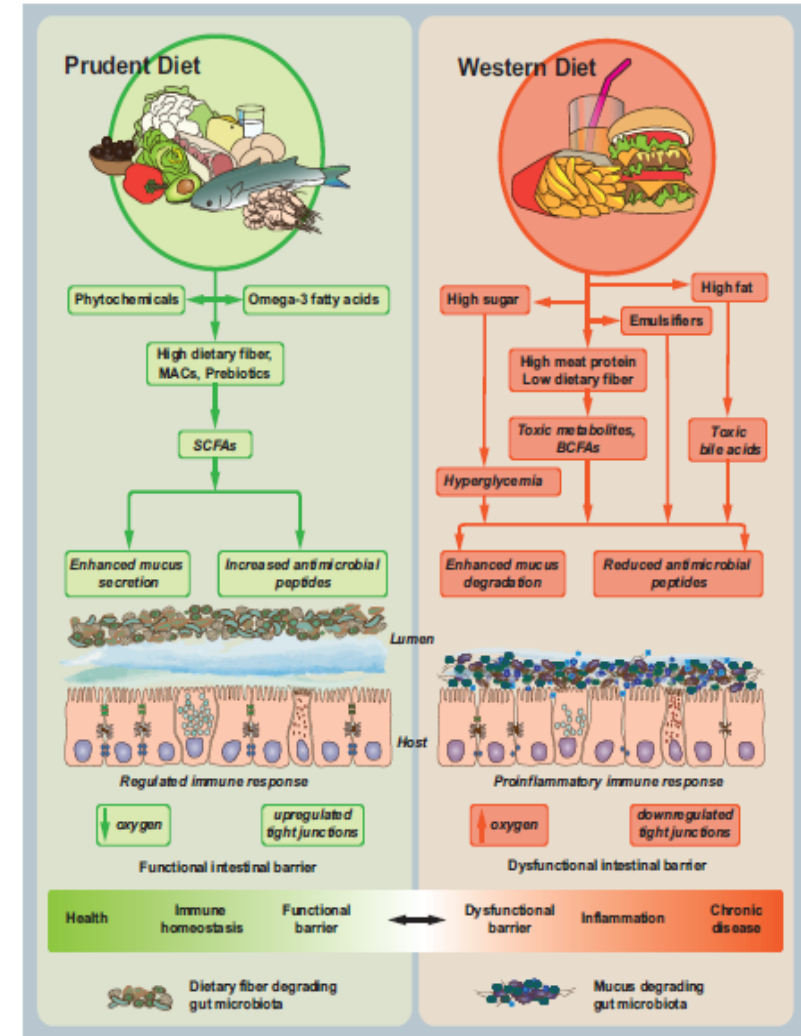 Prudent Diet
Phytochemicals
Omega-3 fatty acids
High dietary fiber,
MACs, Prebiotics
SCFAs
Enhanced mucus
secretion
Increased antimicrobial
peptides
Lumen
Host
Regulated immune response
oxygen
upregulated
tight junctions
Functional intestinal barrier
Western Diet
High sugar
High fat
Emulsifiers
High meat protein
Low dietary fiber
Toxic metabolites,
BCFAs
Toxic
bile acids
Hyperglycemia
Enhanced mucus
degradation
Reduced antimicrobial
peptides
Proinflammatory immune response
oxygen
downregulated
tight junctions
Dysfunctional intestinal barrier
Health
Immune
homeostasis
Functional
barrier
Dysfunctional
barrier
Inflammation
Chronic
disease
Dietary fiber degrading
gut microbiota
Mucus degrading
gut microbiota